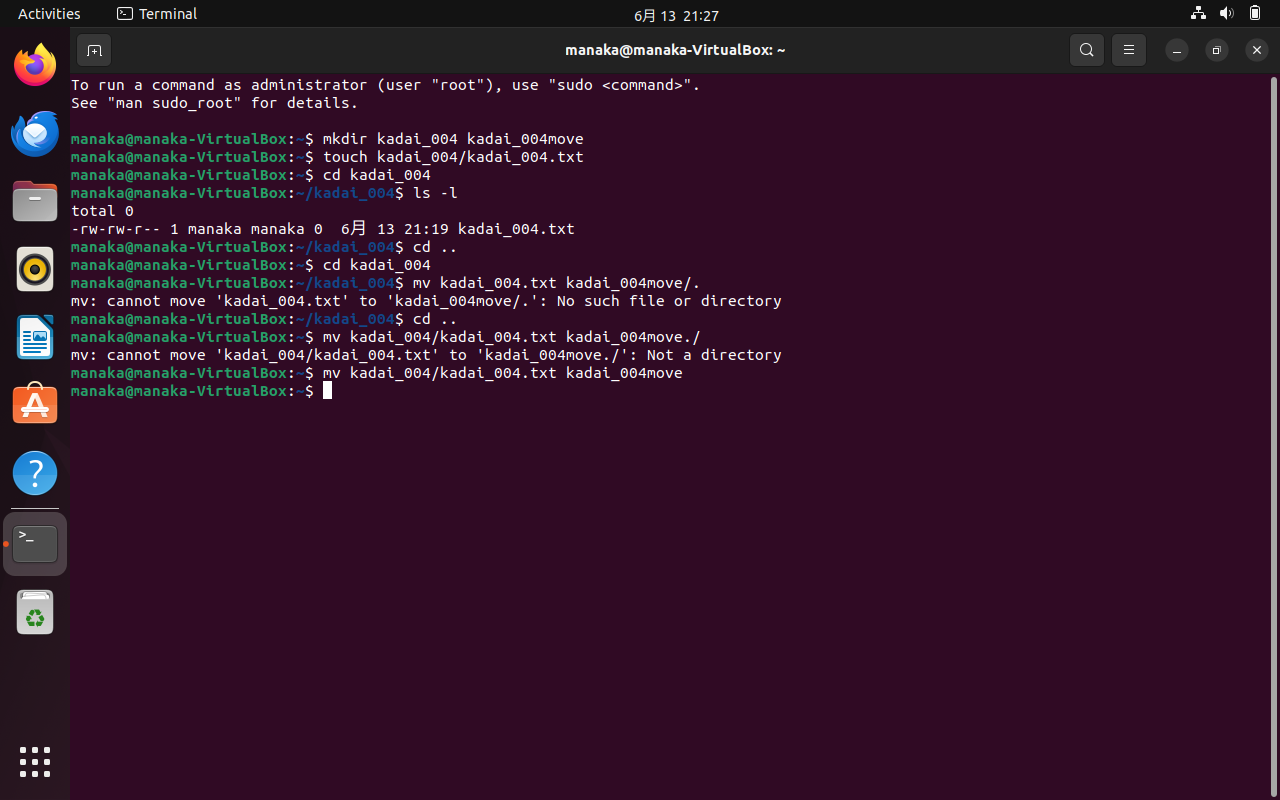 Activities
Terminal
6月 13 21:27
manaka@manaka-VirtualBox: ~
To run a command as administrator (user "root"), use "sudo <command>".
See "man sudo_root" for details.
manaka@manaka-VirtualBox:~$ mkdir kadai_004 kadai_004move
manaka@manaka-VirtualBox:~$ touch kadai_004/kadai_004.txt
manaka@manaka-VirtualBox:~$ cd kadai_004
manaka@manaka-VirtualBox:~/kadai_004$ ls -l
total 0
-rw-rw-r-- 1 manaka manaka 0  6月 13 21:19 kadai_004.txt
manaka@manaka-VirtualBox:~/kadai_004$ cd ..
manaka@manaka-VirtualBox:~$ cd kadai_004
manaka@manaka-VirtualBox:~/kadai_004$ mv kadai_004.txt kadai_004move/.
mv: cannot move 'kadai_004.txt' to 'kadai_004move/.': No such file or directory
manaka@manaka-VirtualBox:~/kadai_004$ cd ..
manaka@manaka-VirtualBox:~$ mv kadai_004/kadai_004.txt kadai_004move./
mv: cannot move 'kadai_004/kadai_004.txt' to 'kadai_004move./': Not a directory
manaka@manaka-VirtualBox:~$ mv kadai_004/kadai_004.txt kadai_004move
manaka@manaka-VirtualBox:~$